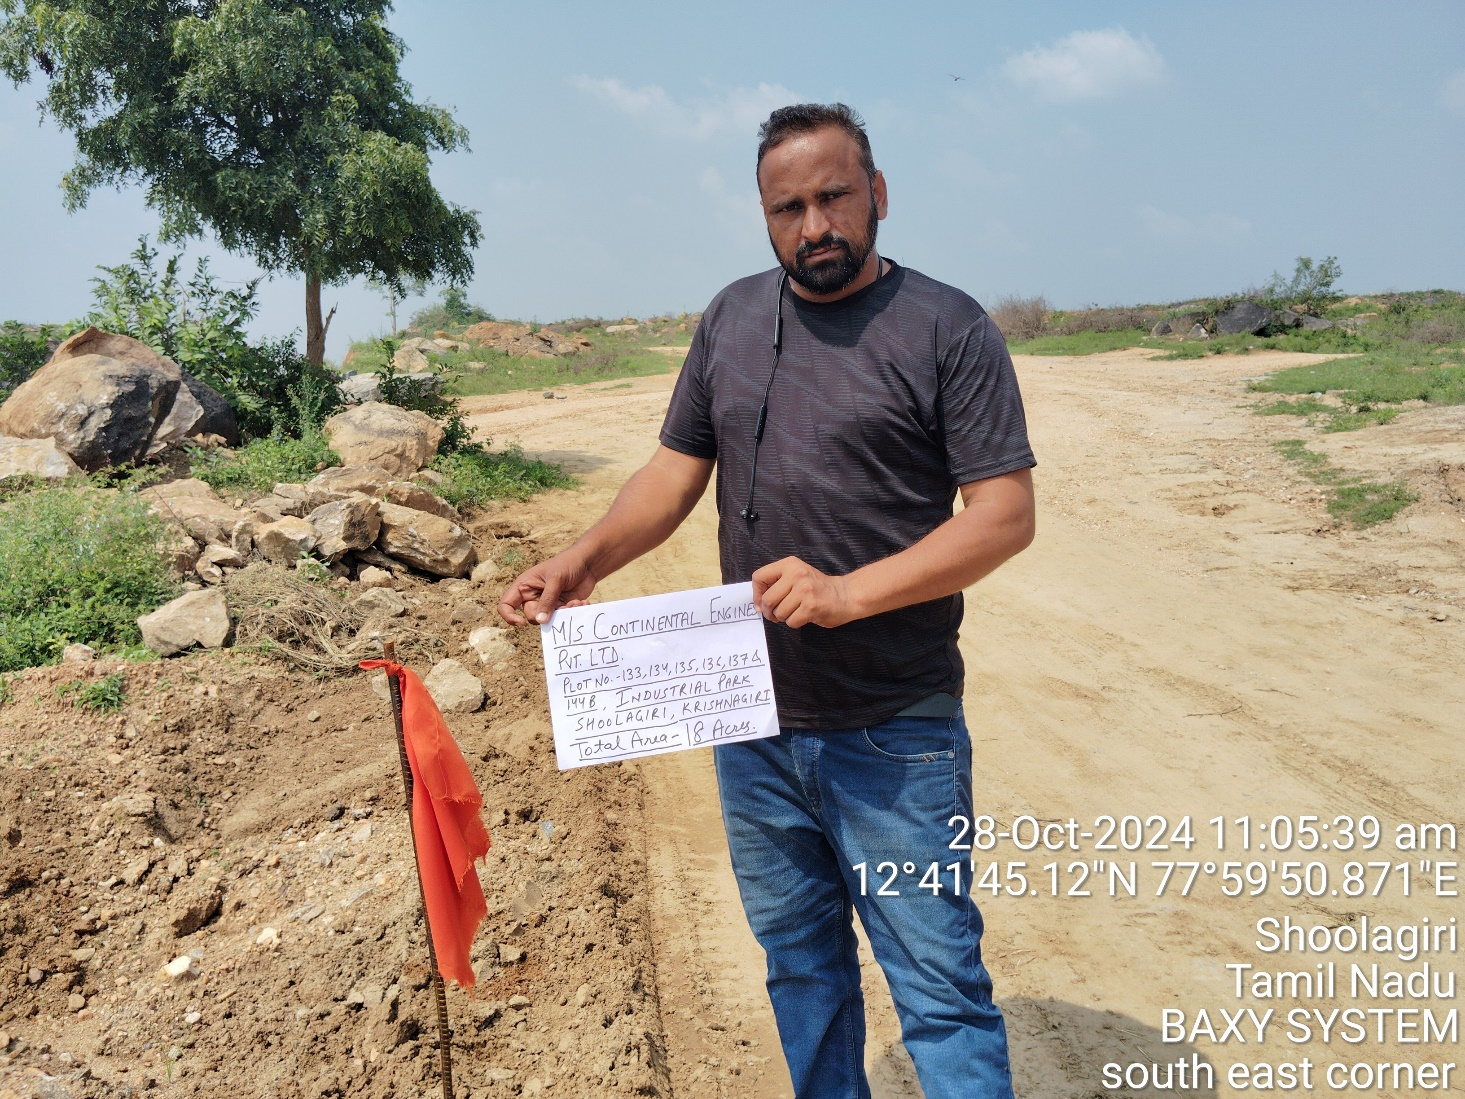 M/S CONTINENTAL ENGINES
PVT. LTD.
PLOT NO.-133,134,135,136,137 &
144B, INDUSTRIAL PARK
SHOOLAGIRI, KRISHNAGIRI
Total Area- 18 Acres.
28-Oct-2024 11:05:39 am
12°41'45.12"N 77°59'50.871"E
Shoolagiri
Tamil Nadu
BAXY SYSTEM
south east corner